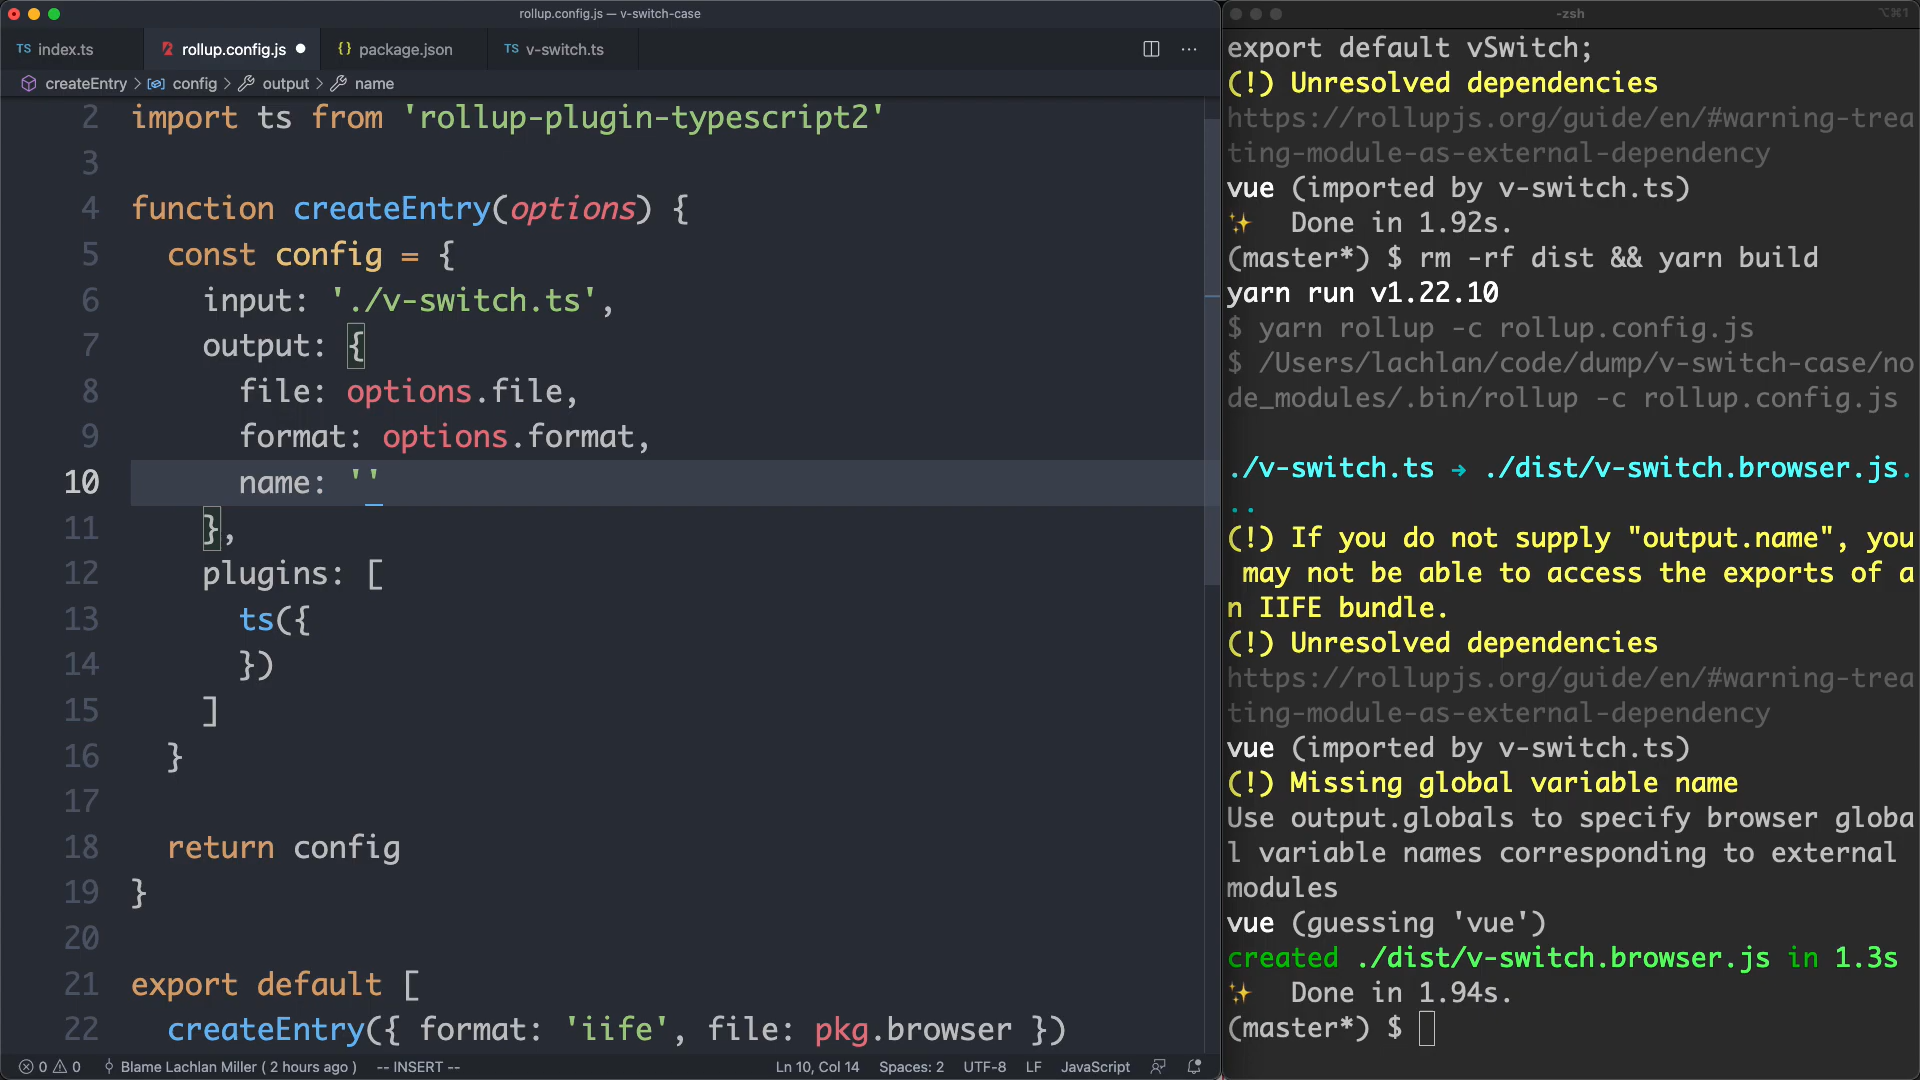 rollup.config.js — v-switch-case
TS index.ts
rollup.config.js
{} package.json
TS v-switch.ts
createEntry > config > output > name
2 import ts from 'rollup-plugin-typescript2'
3
4 function createEntry(options) {
5 const config = {
6 input: './v-switch.ts',
7 output: {
8 file: options.file,
9 format: options.format,
10 name: ''
11 },
12 plugins: [
13 ts({
14 })
15 ]
16 }
17
18 return config
19 }
20
21 export default [
22 createEntry({ format: 'iife', file: pkg.browser })
0 0 Blame Lachlan Miller ( 2 hours ago ) -- INSERT -- Ln 10, Col 14 Spaces: 2 UTF-8 LF JavaScript
-zsh
⌥⌘1
export default vSwitch;
(!) Unresolved dependencies
https://rollupjs.org/guide/en/#warning-trea
ting-module-as-external-dependency
vue (imported by v-switch.ts)
✨ Done in 1.92s.
(master*) $ rm -rf dist && yarn build
yarn run v1.22.10
$ yarn rollup -c rollup.config.js
$ /Users/lachlan/code/dump/v-switch-case/no
de_modules/.bin/rollup -c rollup.config.js
./v-switch.ts → ./dist/v-switch.browser.js.
..
(!) If you do not supply "output.name", you
may not be able to access the exports of a
n IIFE bundle.
(!) Unresolved dependencies
https://rollupjs.org/guide/en/#warning-trea
ting-module-as-external-dependency
vue (imported by v-switch.ts)
(!) Missing global variable name
Use output.globals to specify browser globa
l variable names corresponding to external
modules
vue (guessing 'vue')
created ./dist/v-switch.browser.js in 1.3s
✨ Done in 1.94s.
(master*) $